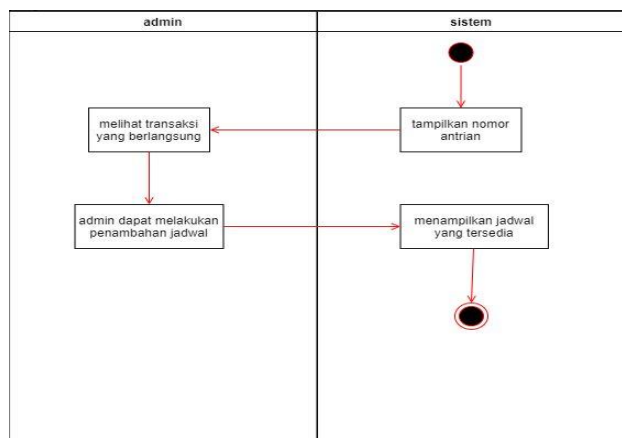 admin
sistem
melihat transaksi
yang berlangsung
tampilkan nomor
antrian
admin dapat melakukan
penambahan jadwal
menampilkan jadwal
yang tersedia